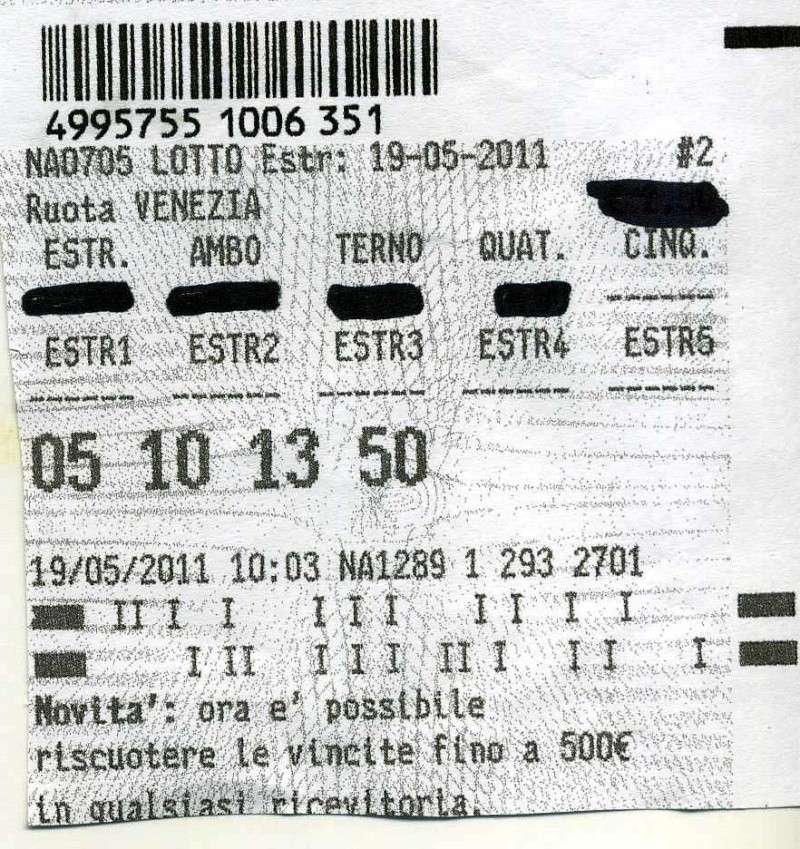 4995755 1006 351
NA0705 LOTTO Estr: 19-05-2011 #2
Ruota VENEZIA
ESTR. AMBO TERNO QUAT. CINQ.
ESTR1 ESTR2 ESTR3 ESTR4 ESTR5
05 10 13 50
19/05/2011 10:03 NA1289 1 293 2701
Novita': ora e' possibile
riscuotere le vincite fino a 500€
in qualsiasi ricevitoria.